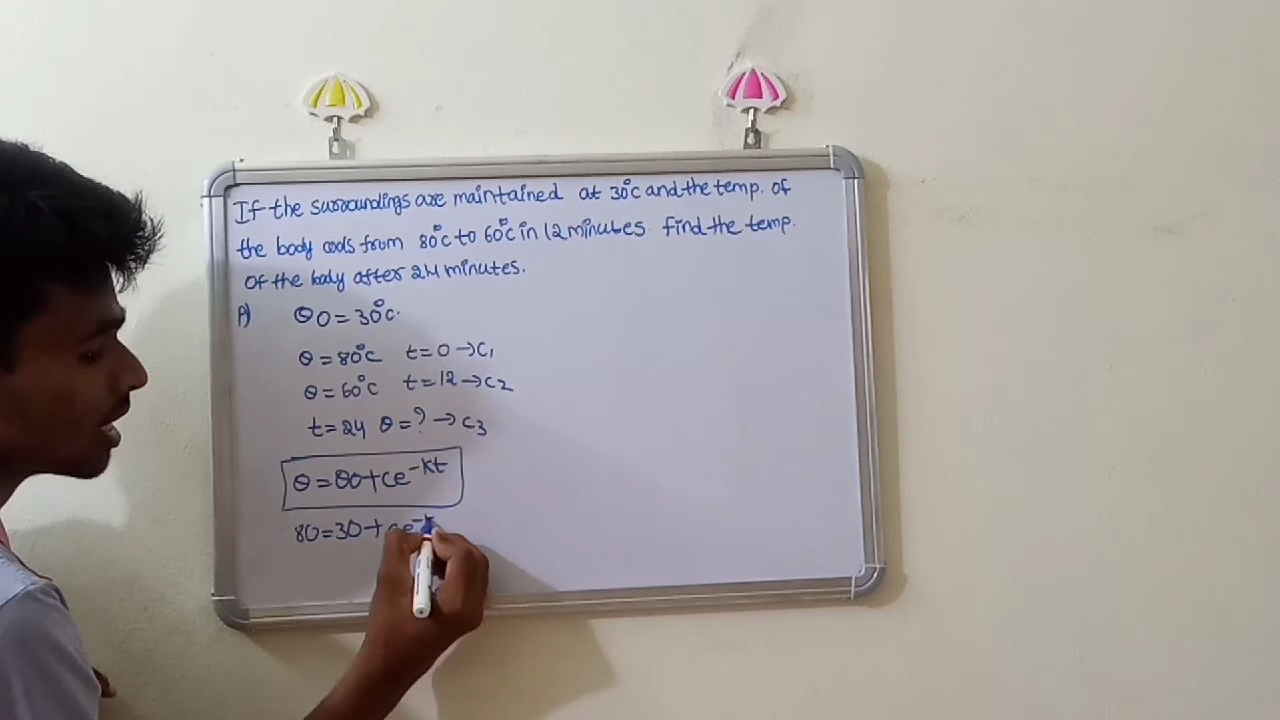 If the surroundings are maintained at 30°C and the temp. of
the body cools from 80°C to 60°C in 12 minutes. find the temp.
of the body after 24 minutes.
A) θ0 = 30°C.
θ = 80°C t = 0 → C1
θ = 60°C t = 12 → C2
t = 24 θ = ? → C3
θ = θ0 + ce^-kt
80 = 30 + ce^-k